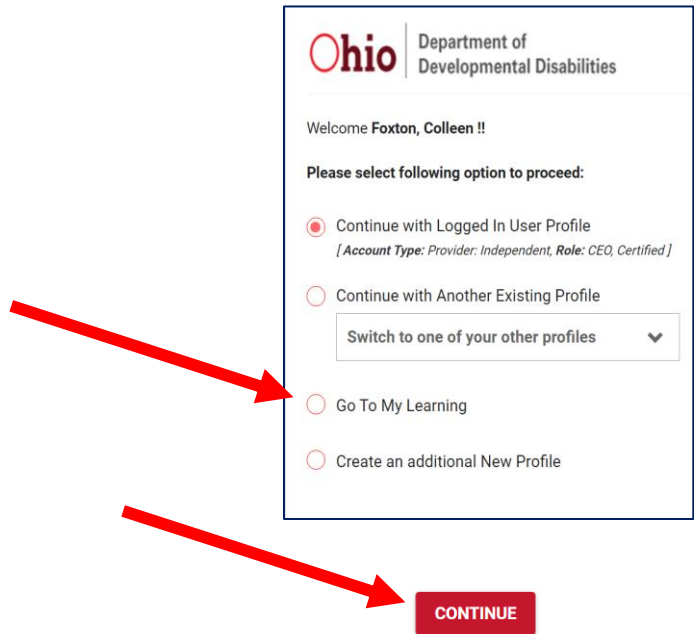 Ohio
Department of
Developmental Disabilities
Welcome Foxton, Colleen !!
Please select following option to proceed:
Continue with Logged In User Profile
[ Account Type: Provider: Independent, Role: CEO, Certified ]
Continue with Another Existing Profile
Switch to one of your other profiles
Go To My Learning
Create an additional New Profile
CONTINUE